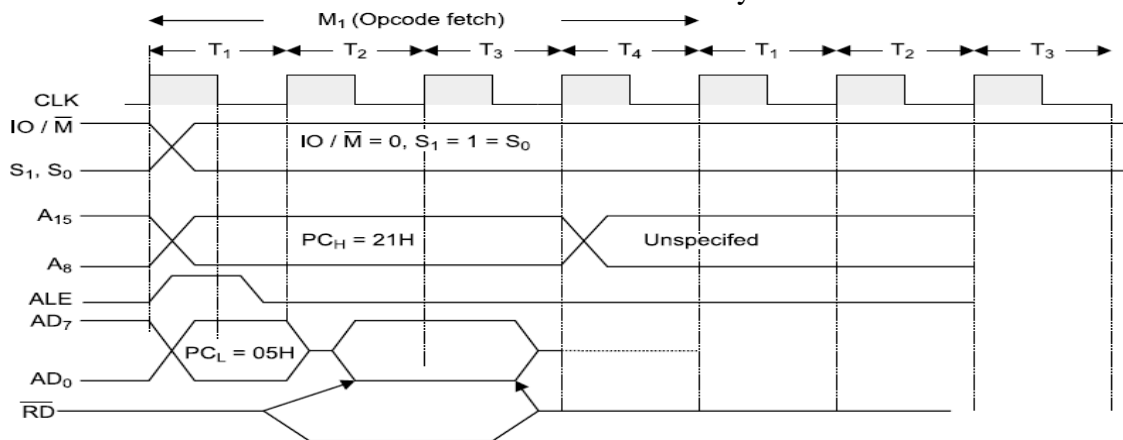 M₁ (Opcode fetch)
T₁ T₂ T₃ T₄ T₁ T₂ T₃
CLK
IO / M̅
IO / M̅ = 0, S₁ = 1 = S₀
S₁, S₀
A₁₅
PC_H = 21H Unspecifed
A₈
ALE
AD₇
PC_L = 05H
AD₀
R̅D̅